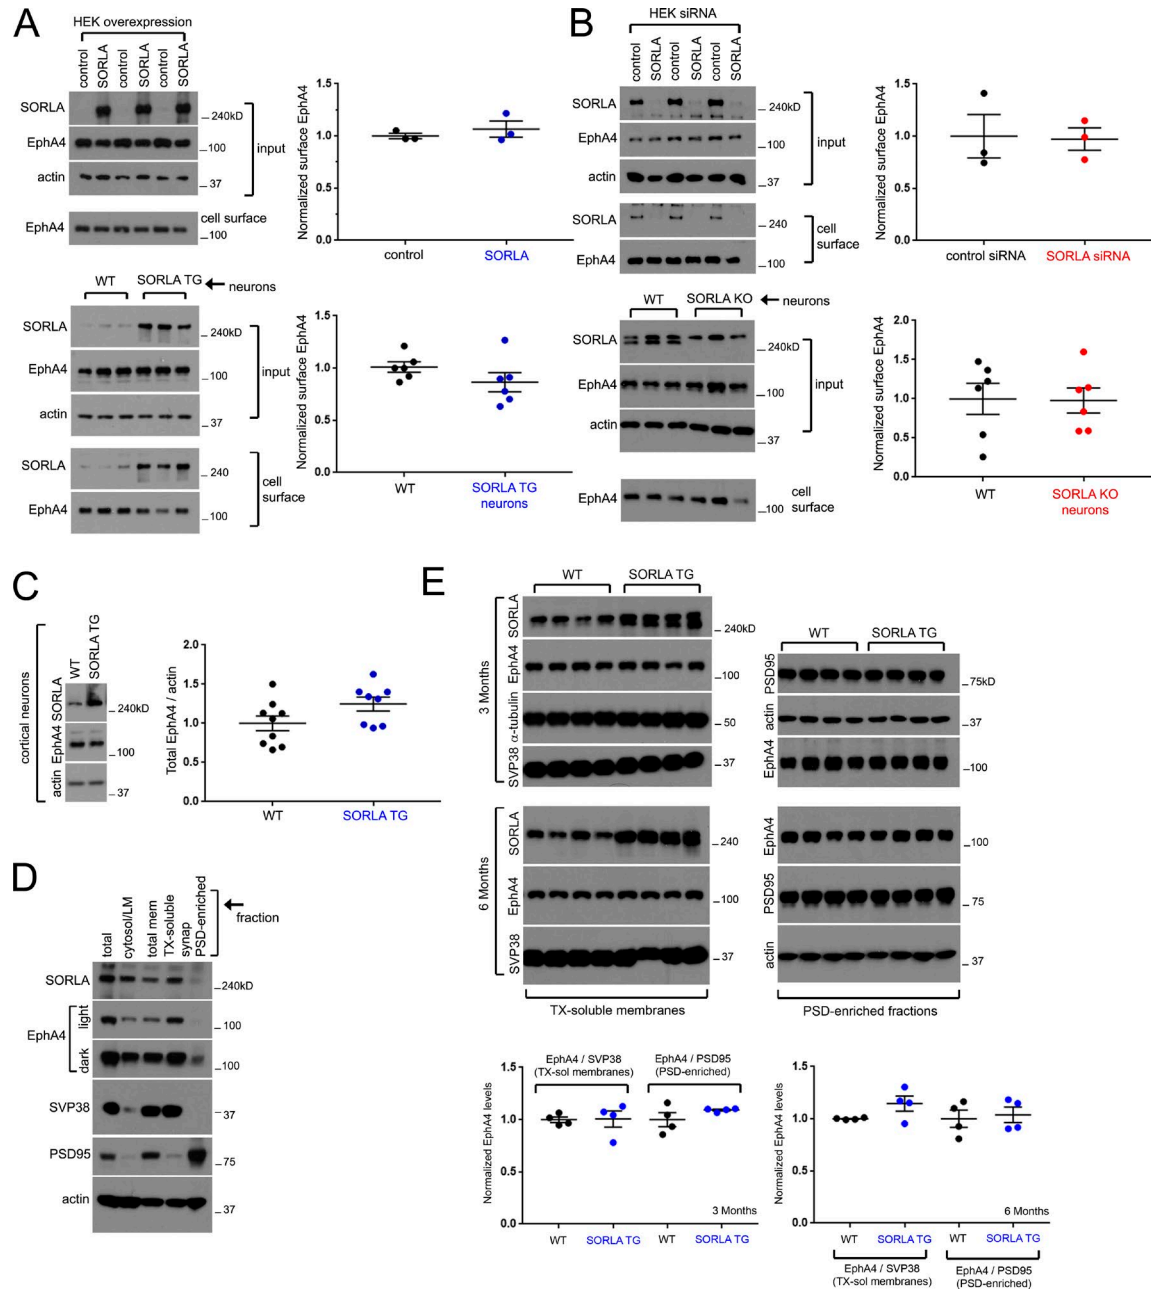 A
HEK overexpression
control
SORLA
control
SORLA
control
SORLA
SORLA
240kD
EphA4
100
input
actin
37
EphA4
cell surface
100
Normalized surface EphA4
1.5
1.0
0.5
0.0
control
SORLA
WT
SORLA TG
neurons
SORLA
240kD
EphA4
100
input
actin
37
SORLA
240
cell
surface
EphA4
100
Normalized surface EphA4
1.5
1.0
0.5
0.0
WT
SORLA TG
neurons
B
HEK siRNA
control
SORLA
control
SORLA
control
SORLA
SORLA
240kD
EphA4
100
input
actin
37
SORLA
240
cell
surface
EphA4
100
Normalized surface EphA4
1.5
1.0
0.5
0.0
control siRNA
SORLA siRNA
WT
SORLA KO
neurons
SORLA
240kD
EphA4
100
input
actin
37
EphA4
100
cell
surface
Normalized surface EphA4
2.0
1.5
1.0
0.5
0.0
WT
SORLA KO
neurons
C
cortical neurons
WT
SORLA TG
SORLA
240kD
EphA4
100
actin
37
Total EphA4 / actin
2.0
1.5
1.0
0.5
0.0
WT
SORLA TG
D
total
cytosol/LM
total mem
TX-soluble
synap
PSD-enriched
fraction
SORLA
240kD
EphA4
light
100
dark
100
SVP38
37
PSD95
75
actin
37
E
WT
SORLA TG
3 Months
SORLA
240kD
EphA4
100
α-tubulin
50
SVP38
37
6 Months
SORLA
240
EphA4
100
SVP38
37
TX-soluble membranes
WT
SORLA TG
PSD95
75kD
actin
37
EphA4
100
EphA4
100
PSD95
75
actin
37
PSD-enriched fractions
Normalized EphA4 levels
1.5
1.0
0.5
0.0
EphA4 / SVP38
(TX-sol membranes)
EphA4 / PSD95
(PSD-enriched)
3 Months
WT
SORLA TG
WT
SORLA TG
Normalized EphA4 levels
1.5
1.0
0.5
0.0
6 Months
WT
SORLA TG
WT
SORLA TG
EphA4 / SVP38
(TX-sol membranes)
EphA4 / PSD95
(PSD-enriched)